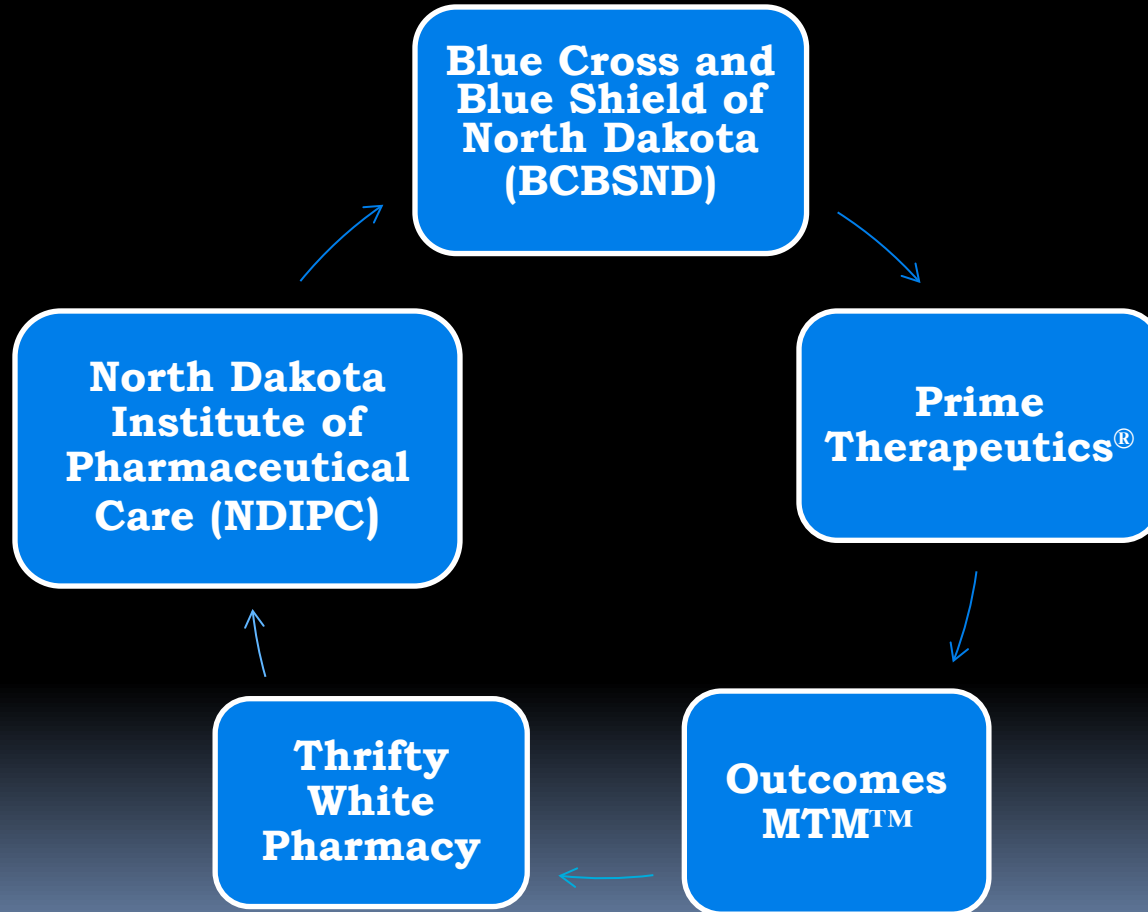 Blue Cross and
Blue Shield of
North Dakota
(BCBSND)
Prime
Therapeutics®
Outcomes
MTM™
Thrifty
White
Pharmacy
North Dakota
Institute of
Pharmaceutical
Care (NDIPC)